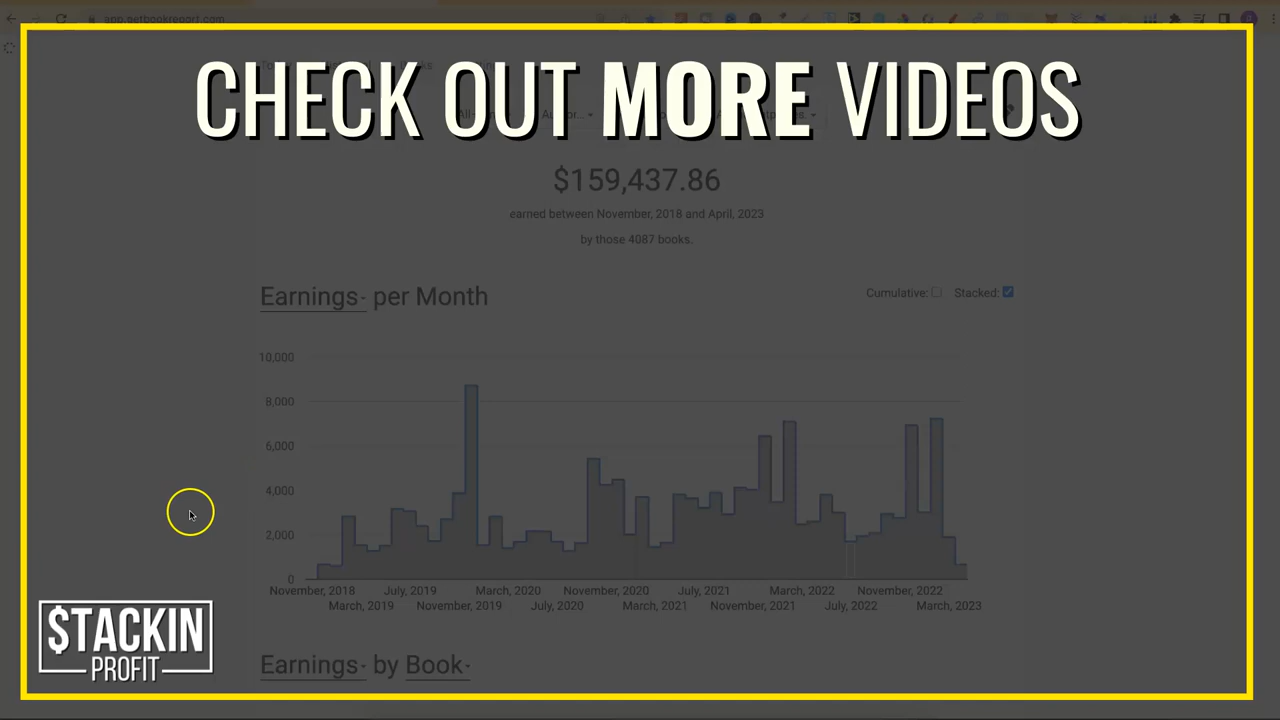 app.getbookreport.com
CHECK OUT MORE VIDEOS
$159,437.86
earned between November, 2018 and April, 2023
by those 4087 books.
Earnings per Month
Cumulative: Stacked:
10,000
8,000
6,000
4,000
2,000
0
November, 2018 July, 2019 March, 2020 November, 2020 July, 2021 March, 2022 November, 2022
March, 2019 November, 2019 July, 2020 March, 2021 November, 2021 July, 2022 March, 2023
$TACKIN
PROFIT
Earnings by Book